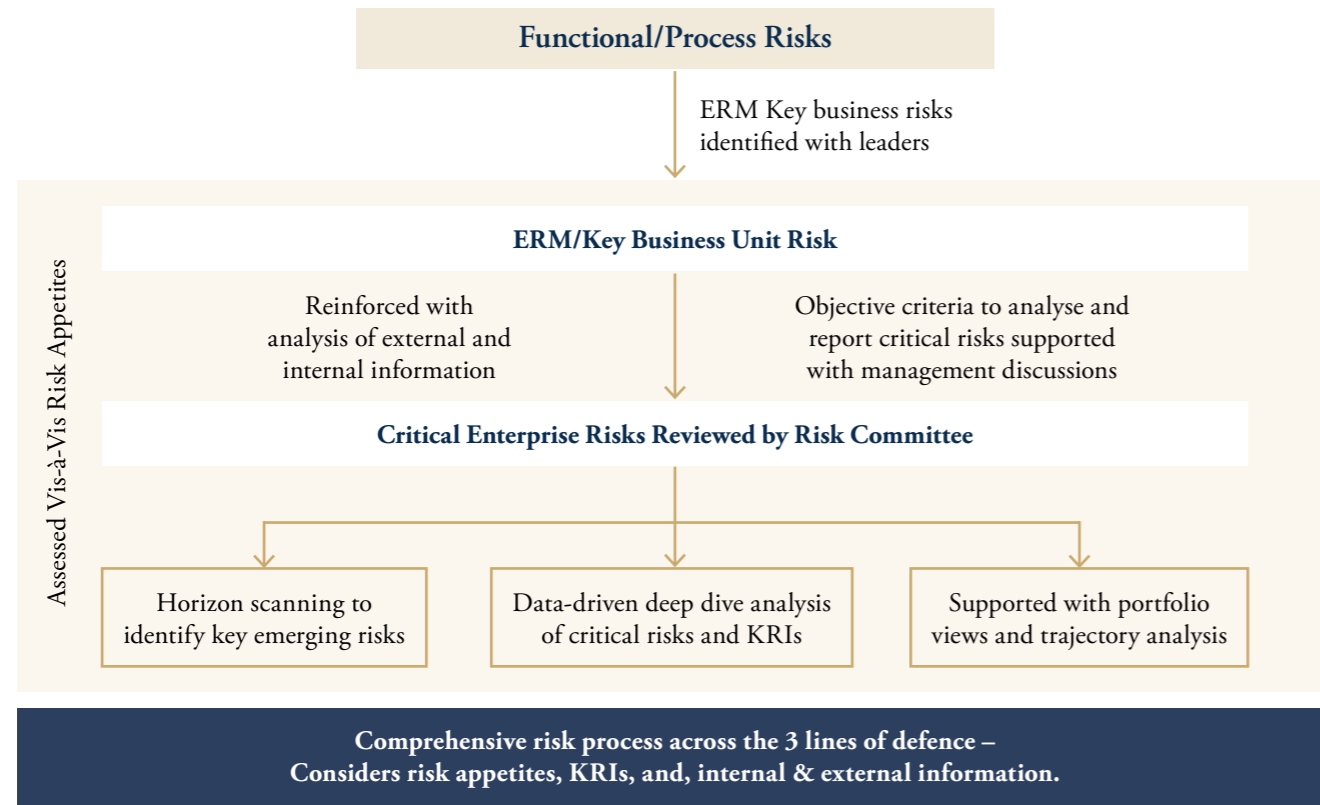 Functional/Process Risks
ERM Key business risks
identified with leaders
Assessed Vis-à-Vis Risk Appetites
ERM/Key Business Unit Risk
Reinforced with
analysis of external and
internal information
Objective criteria to analyse and
report critical risks supported
with management discussions
Critical Enterprise Risks Reviewed by Risk Committee
Horizon scanning to
identify key emerging risks
Data-driven deep dive analysis
of critical risks and KRIs
Supported with portfolio
views and trajectory analysis
Comprehensive risk process across the 3 lines of defence –
Considers risk appetites, KRIs, and, internal & external information.